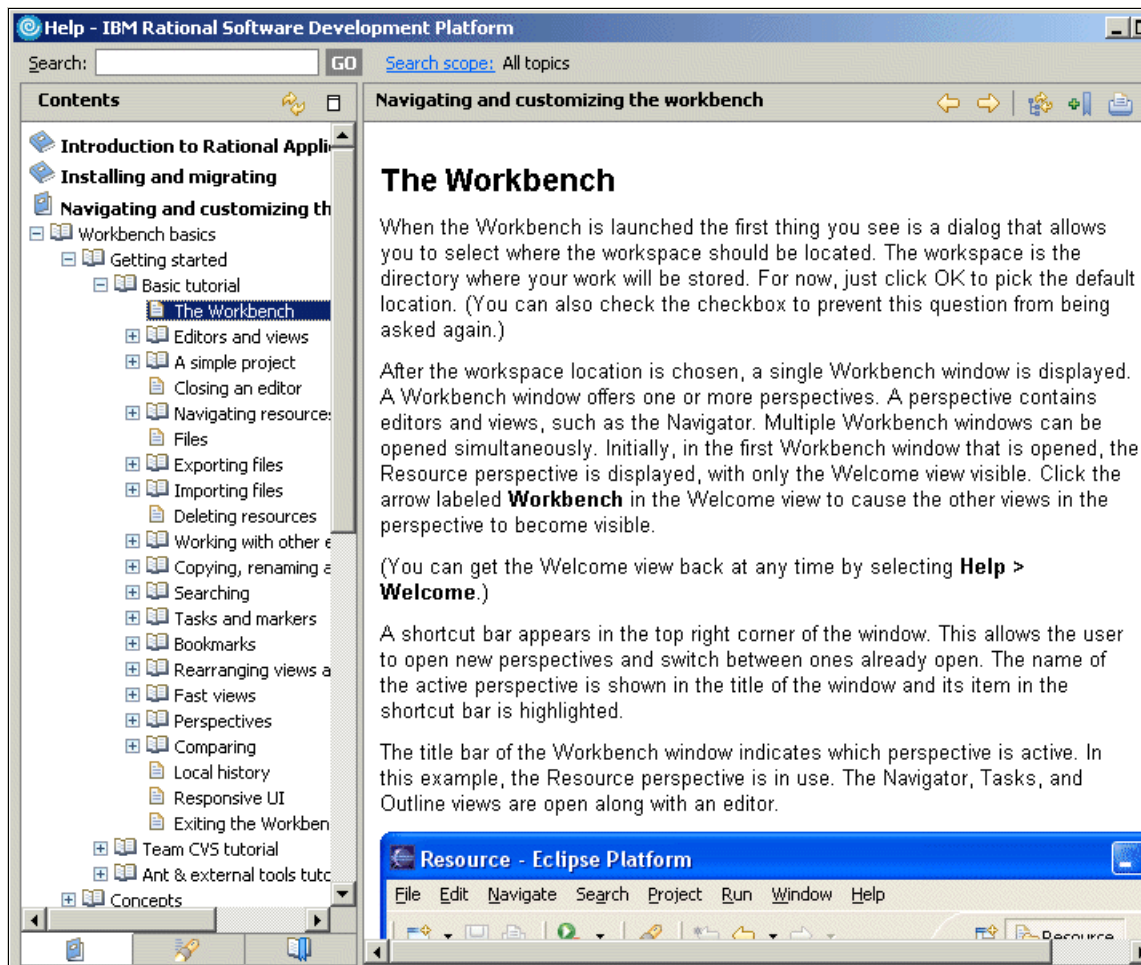 Help - IBM Rational Software Development Platform
Search: GO Search scope: All topics
Contents
Navigating and customizing the workbench
Introduction to Rational Appli
Installing and migrating
Navigating and customizing th
Workbench basics
Getting started
Basic tutorial
The Workbench
Editors and views
A simple project
Closing an editor
Navigating resources
Files
Exporting files
Importing files
Deleting resources
Working with other e
Copying, renaming a
Searching
Tasks and markers
Bookmarks
Rearranging views a
Fast views
Perspectives
Comparing
Local history
Responsive UI
Exiting the Workben
Team CVS tutorial
Ant & external tools tuto
Concepts
The Workbench
When the Workbench is launched the first thing you see is a dialog that allows
you to select where the workspace should be located. The workspace is the
directory where your work will be stored. For now, just click OK to pick the default
location. (You can also check the checkbox to prevent this question from being
asked again.)
After the workspace location is chosen, a single Workbench window is displayed.
A Workbench window offers one or more perspectives. A perspective contains
editors and views, such as the Navigator. Multiple Workbench windows can be
opened simultaneously. Initially, in the first Workbench window that is opened, the
Resource perspective is displayed, with only the Welcome view visible. Click the
arrow labeled Workbench in the Welcome view to cause the other views in the
perspective to become visible.
(You can get the Welcome view back at any time by selecting Help >
Welcome.)
A shortcut bar appears in the top right corner of the window. This allows the user
to open new perspectives and switch between ones already open. The name of
the active perspective is shown in the title of the window and its item in the
shortcut bar is highlighted.
The title bar of the Workbench window indicates which perspective is active. In
this example, the Resource perspective is in use. The Navigator, Tasks, and
Outline views are open along with an editor.
Resource - Eclipse Platform
File Edit Navigate Search Project Run Window Help
Resource